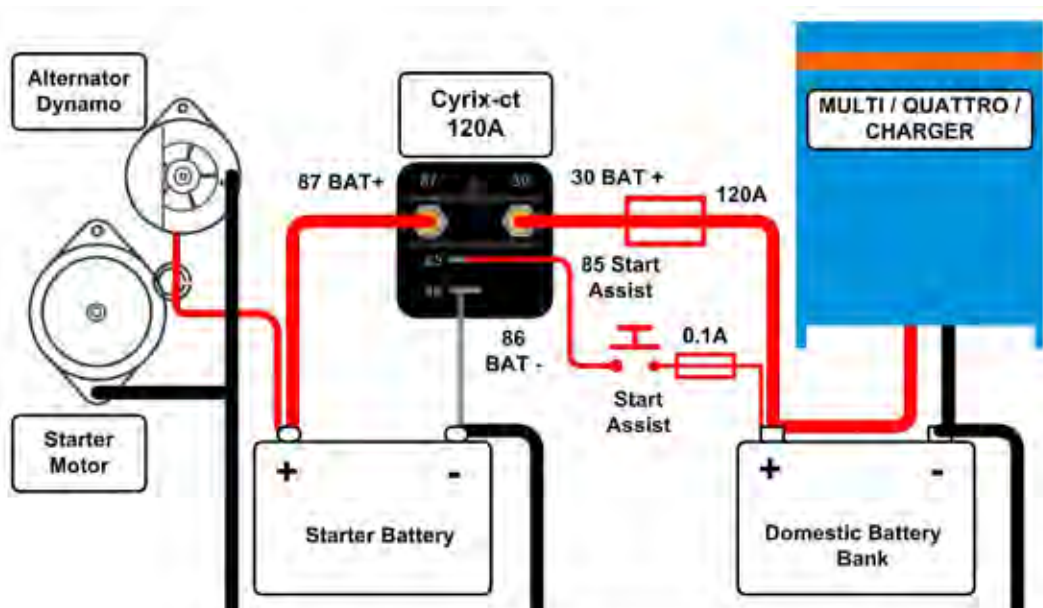 Alternator
Dynamo
Cyrix-ct
120A
MULTI / QUATTRO /
CHARGER
87 BAT+
87
30
30 BAT +
120A
85
85 Start
Assist
86
86
BAT -
0.1A
Start
Assist
Starter
Motor
+
-
Starter Battery
+
-
Domestic Battery
Bank